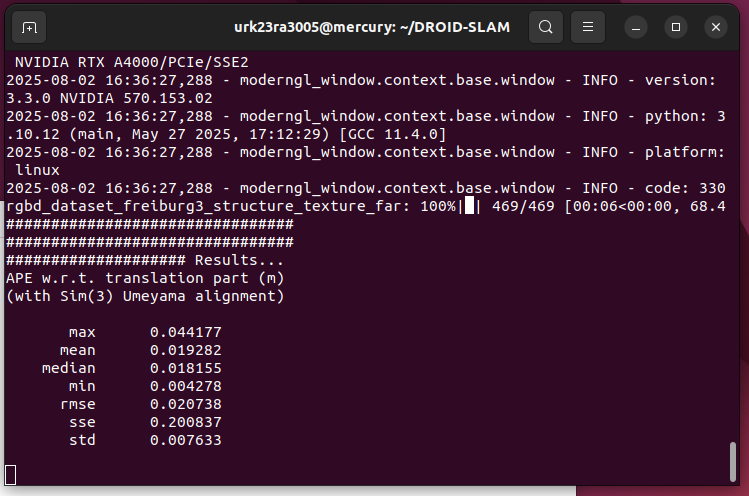 urk23ra3005@mercury: ~/DROID-SLAM
NVIDIA RTX A4000/PCIe/SSE2
2025-08-02 16:36:27,288 - moderngl_window.context.base.window - INFO - version:
3.3.0 NVIDIA 570.153.02
2025-08-02 16:36:27,288 - moderngl_window.context.base.window - INFO - python: 3
.10.12 (main, May 27 2025, 17:12:29) [GCC 11.4.0]
2025-08-02 16:36:27,288 - moderngl_window.context.base.window - INFO - platform:
linux
2025-08-02 16:36:27,288 - moderngl_window.context.base.window - INFO - code: 330
rgbd_dataset_freiburg3_structure_texture_far: 100%|█| 469/469 [00:06<00:00, 68.4
################################
################################
#################### Results...
APE w.r.t. translation part (m)
(with Sim(3) Umeyama alignment)
max 0.044177
mean 0.019282
median 0.018155
min 0.004278
rmse 0.020738
sse 0.200837
std 0.007633